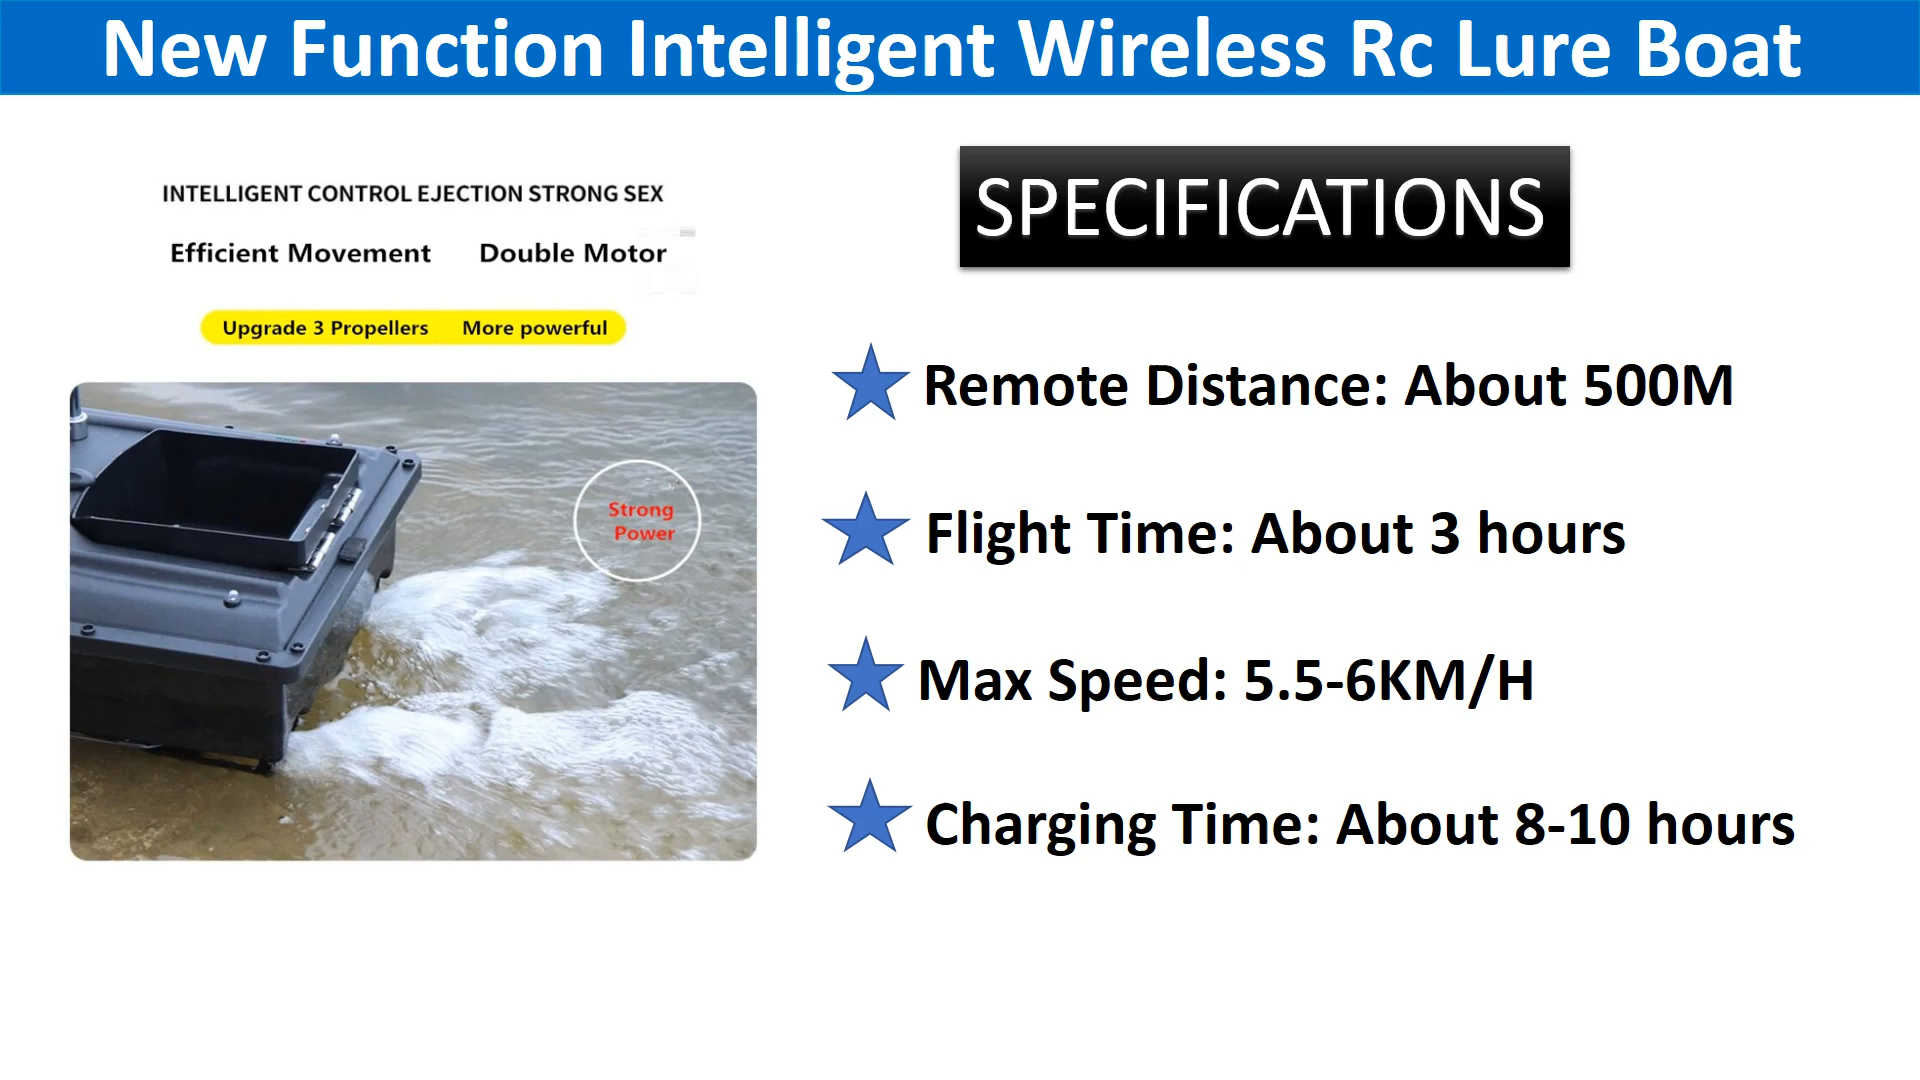 New Function Intelligent Wireless Rc Lure Boat
INTELLIGENT CONTROL EJECTION STRONG SEX
Efficient Movement Double Motor
Upgrade 3 Propellers More powerful
Strong
Power
SPECIFICATIONS
Remote Distance: About 500M
Flight Time: About 3 hours
Max Speed: 5.5-6KM/H
Charging Time: About 8-10 hours